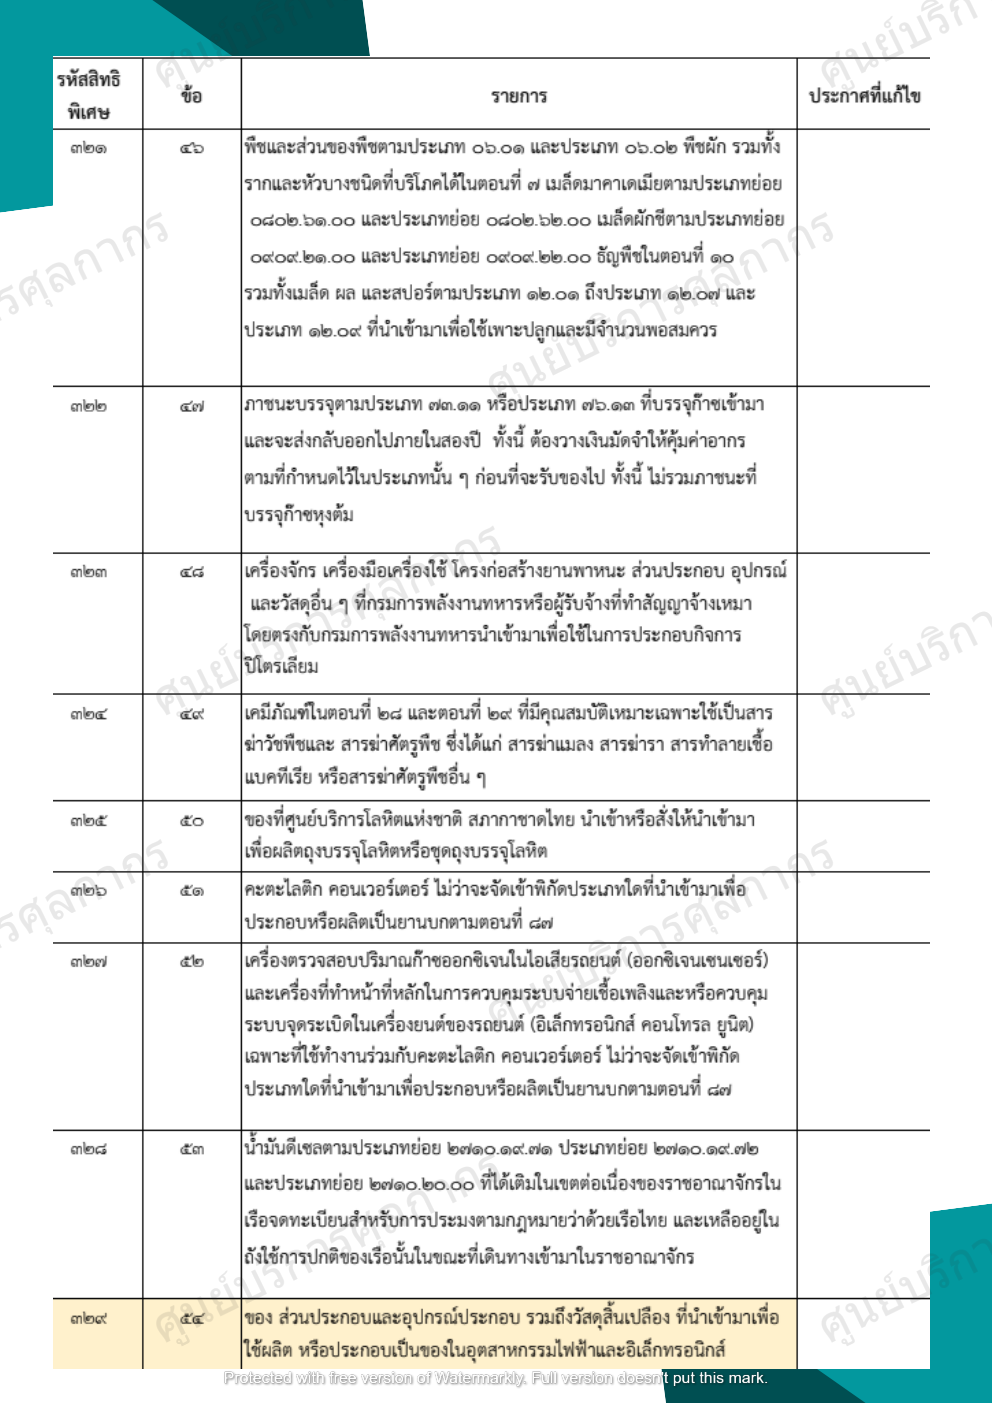 รหัสสิทธิพิเศษ ข้อ รายการ ประกาศที่แก้ไข
๓๒๑ ๔๖ พืชและส่วนของพืชตามประเภท ๐๖.๐๑ และประเภท ๐๖.๐๒ พืชผัก รวมทั้ง
รากและหัวบางชนิดที่บริโภคได้ในตอนที่ ๗ เมล็ดมาคาเดเมียตามประเภทย่อย
๐๘๐๒.๖๑.๐๐ และประเภทย่อย ๐๘๐๒.๖๒.๐๐ เมล็ดผักชีตามประเภทย่อย
๐๙๐๙.๒๑.๐๐ และประเภทย่อย ๐๙๐๙.๒๒.๐๐ ธัญพืชในตอนที่ ๑๐
รวมทั้งเมล็ด ผล และสปอร์ตามประเภท ๑๒.๐๑ ถึงประเภท ๑๒.๐๗ และ
ประเภท ๑๒.๐๙ ที่นำเข้ามาเพื่อใช้เพาะปลูกและมีจำนวนพอสมควร
๓๒๒ ๔๗ ภาชนะบรรจุตามประเภท ๗๓.๑๑ หรือประเภท ๗๖.๑๓ ที่บรรจุก๊าซเข้ามา
และจะส่งกลับออกไปภายในสองปี ทั้งนี้ ต้องวางเงินมัดจำให้คุ้มค่าอากร
ตามที่กำหนดไว้ในประเภทนั้น ๆ ก่อนที่จะรับของไป ทั้งนี้ ไม่รวมภาชนะที่
บรรจุก๊าซหุงต้ม
๓๒๓ ๔๘ เครื่องจักร เครื่องมือเครื่องใช้ โครงก่อสร้างยานพาหนะ ส่วนประกอบ อุปกรณ์
และวัสดุอื่น ๆ ที่กรมการพลังงานทหารหรือผู้รับจ้างที่ทำสัญญาจ้างเหมา
โดยตรงกับกรมการพลังงานทหารนำเข้ามาเพื่อใช้ในการประกอบกิจการ
ปิโตรเลียม
๓๒๔ ๔๙ เคมีภัณฑ์ในตอนที่ ๒๘ และตอนที่ ๒๙ ที่มีคุณสมบัติเหมาะเฉพาะใช้เป็นสาร
ฆ่าวัชพืชและ สารฆ่าศัตรูพืช ซึ่งได้แก่ สารฆ่าแมลง สารฆ่ารา สารทำลายเชื้อ
แบคทีเรีย หรือสารฆ่าศัตรูพืชอื่น ๆ
๓๒๕ ๕๐ ของที่ศูนย์บริการโลหิตแห่งชาติ สภากาชาดไทย นำเข้าหรือสั่งให้นำเข้ามา
เพื่อผลิตถุงบรรจุโลหิตหรือชุดถุงบรรจุโลหิต
๓๒๖ ๕๑ คะตะไลติก คอนเวอร์เตอร์ ไม่ว่าจะจัดเข้าพิกัดประเภทใดที่นำเข้ามาเพื่อ
ประกอบหรือผลิตเป็นยานบกตามตอนที่ ๘๗
๓๒๗ ๕๒ เครื่องตรวจสอบปริมาณก๊าซออกซิเจนในไอเสียรถยนต์ (ออกซิเจนเซนเซอร์)
และเครื่องที่ทำหน้าที่หลักในการควบคุมระบบจ่ายเชื้อเพลิงและหรือควบคุม
ระบบจุดระเบิดในเครื่องยนต์ของรถยนต์ (อิเล็กทรอนิกส์ คอนโทรล ยูนิต)
เฉพาะที่ใช้ทำงานร่วมกับคะตะไลติก คอนเวอร์เตอร์ ไม่ว่าจะจัดเข้าพิกัด
ประเภทใดที่นำเข้ามาเพื่อประกอบหรือผลิตเป็นยานบกตามตอนที่ ๘๗
๓๒๘ ๕๓ น้ำมันดีเซลตามประเภทย่อย ๒๗๑๐.๑๙.๗๑ ประเภทย่อย ๒๗๑๐.๑๙.๗๒
และประเภทย่อย ๒๗๑๐.๒๐.๐๐ ที่ได้เติมในเขตต่อเนื่องของราชอาณาจักรใน
เรือจดทะเบียนสำหรับการประมงตามกฎหมายว่าด้วยเรือไทย และเหลืออยู่ใน
ถังใช้การปกติของเรือนั้นในขณะที่เดินทางเข้ามาในราชอาณาจักร
๓๒๙ ๕๔ ของ ส่วนประกอบและอุปกรณ์ประกอบ รวมถึงวัสดุสิ้นเปลือง ที่นำเข้ามาเพื่อ
ใช้ผลิต หรือประกอบเป็นของในอุตสาหกรรมไฟฟ้าและอิเล็กทรอนิกส์
ศูนย์บริการศุลกากร
Protected with free version of Watermarkly. Full version doesn't put this mark.